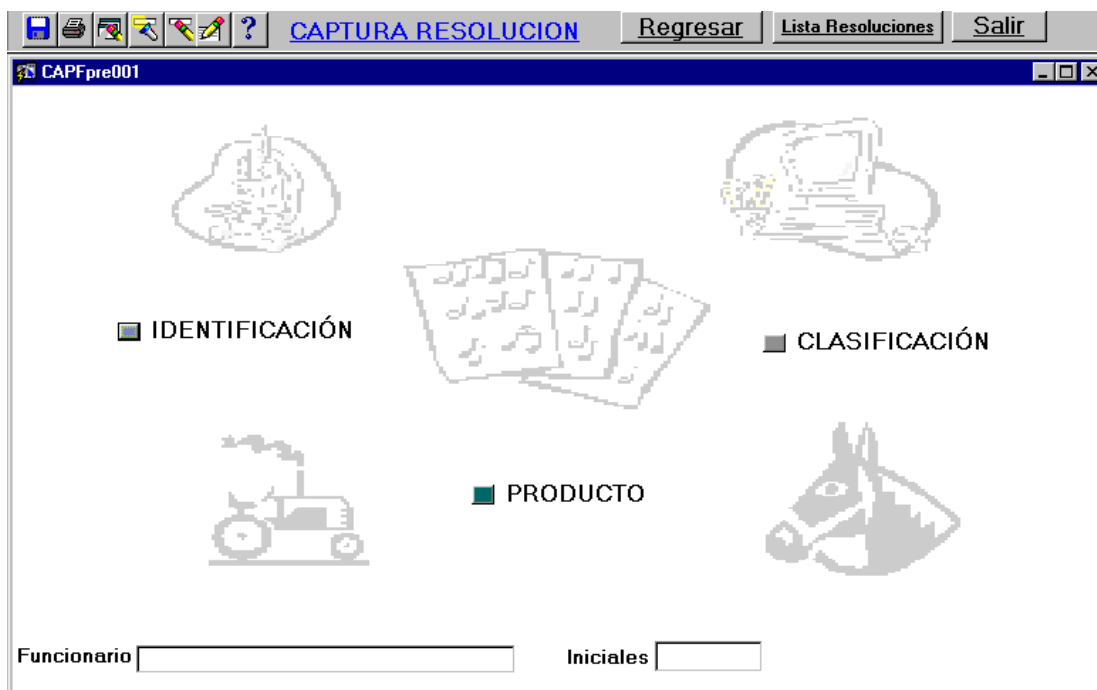 CAPTURA RESOLUCION Regresar Lista Resoluciones Salir
CAPFpre001
IDENTIFICACIÓN
CLASIFICACIÓN
PRODUCTO
Funcionario Iniciales